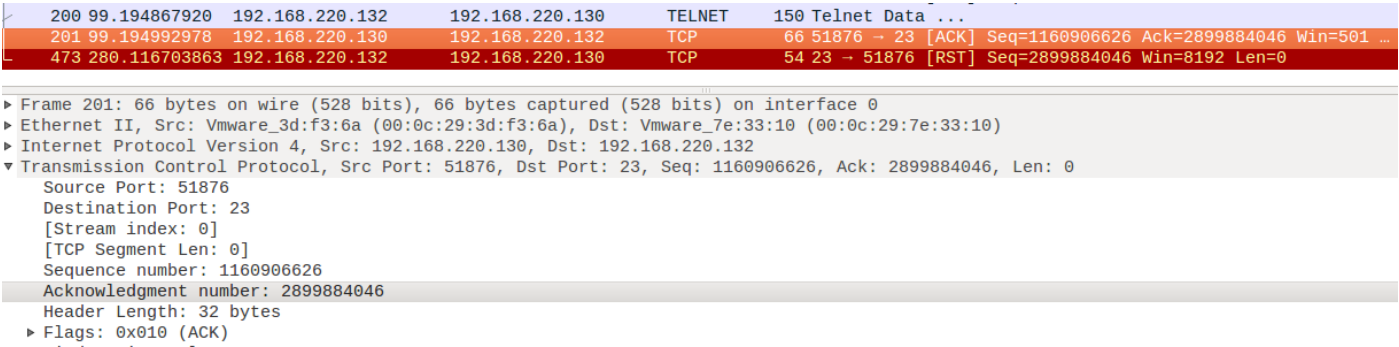 200 99.194867920 192.168.220.132 192.168.220.130 TELNET 150 Telnet Data ...
201 99.194992978 192.168.220.130 192.168.220.132 TCP 66 51876 → 23 [ACK] Seq=1160906626 Ack=2899884046 Win=501 …
473 280.116703863 192.168.220.132 192.168.220.130 TCP 54 23 → 51876 [RST] Seq=2899884046 Win=8192 Len=0
Frame 201: 66 bytes on wire (528 bits), 66 bytes captured (528 bits) on interface 0
Ethernet II, Src: Vmware_3d:f3:6a (00:0c:29:3d:f3:6a), Dst: Vmware_7e:33:10 (00:0c:29:7e:33:10)
Internet Protocol Version 4, Src: 192.168.220.130, Dst: 192.168.220.132
Transmission Control Protocol, Src Port: 51876, Dst Port: 23, Seq: 1160906626, Ack: 2899884046, Len: 0
Source Port: 51876
Destination Port: 23
[Stream index: 0]
[TCP Segment Len: 0]
Sequence number: 1160906626
Acknowledgment number: 2899884046
Header Length: 32 bytes
Flags: 0x010 (ACK)